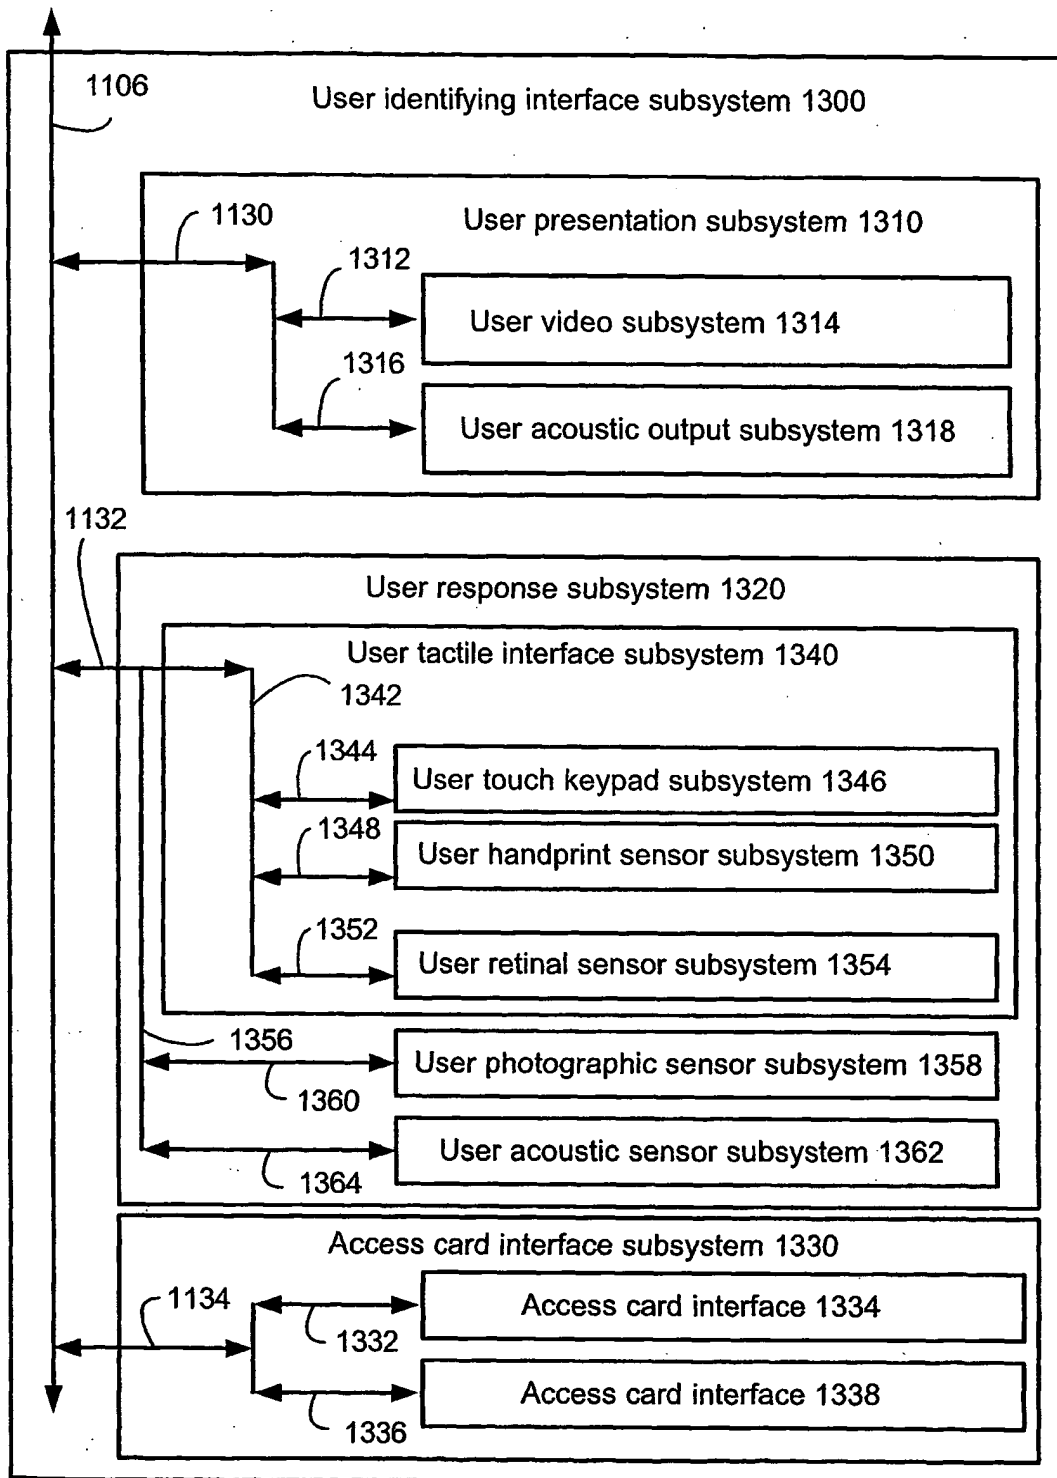 1106
User identifying interface subsystem 1300
1130
User presentation subsystem 1310
1312
User video subsystem 1314
1316
User acoustic output subsystem 1318
1132
User response subsystem 1320
User tactile interface subsystem 1340
1342
1344
User touch keypad subsystem 1346
1348
User handprint sensor subsystem 1350
1352
User retinal sensor subsystem 1354
1356
User photographic sensor subsystem 1358
1360
User acoustic sensor subsystem 1362
1364
Access card interface subsystem 1330
1134
Access card interface 1334
1332
Access card interface 1338
1336